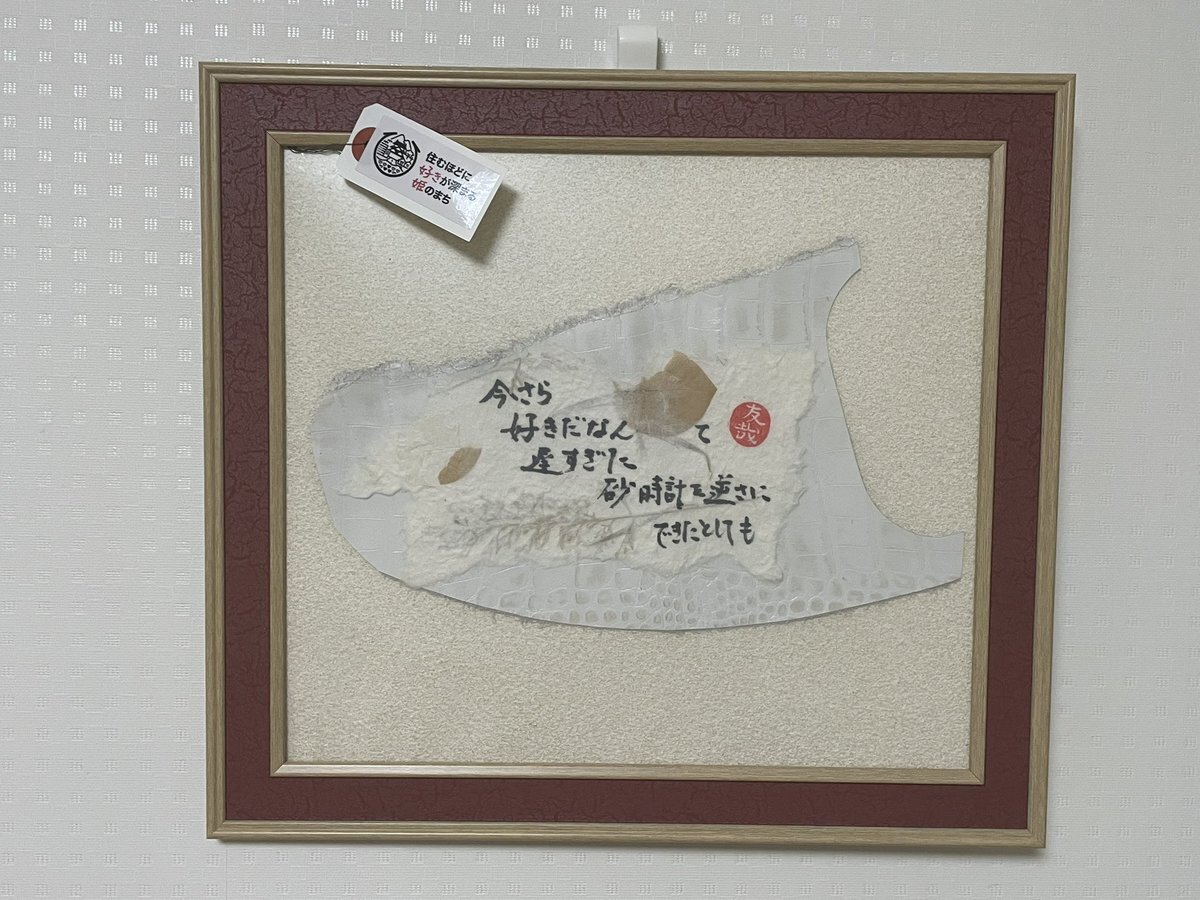 住むほどに
好きが深まる
姫のまち
今さら
好きだなんて
遅すぎた
砂時計を逆さに
できたとしても
友哉